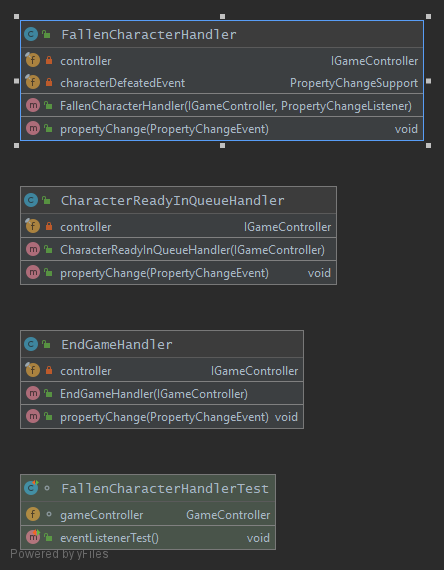 FallenCharacterHandler
controller IGameController
characterDefeatedEvent PropertyChangeSupport
FallenCharacterHandler(IGameController, PropertyChangeListener)
propertyChange(PropertyChangeEvent) void
CharacterReadyInQueueHandler
controller IGameController
CharacterReadyInQueueHandler(IGameController)
propertyChange(PropertyChangeEvent) void
EndGameHandler
controller IGameController
EndGameHandler(IGameController)
propertyChange(PropertyChangeEvent) void
FallenCharacterHandlerTest
gameController GameController
eventListenerTest() void
Powered by yFiles